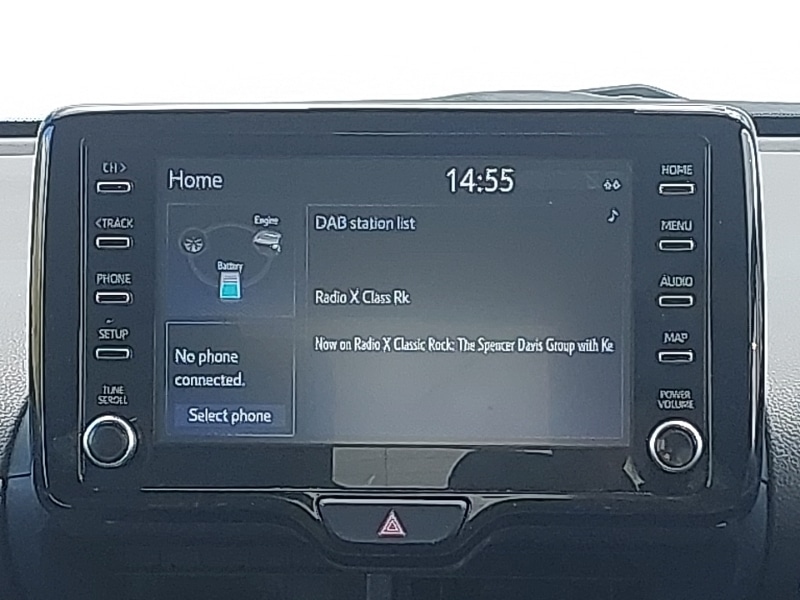 CH >
< TRACK
PHONE
SETUP
TUNE
SCROLL
Home
14:55
Engine
Battery
No phone
connected.
Select phone
DAB station list
Radio X Class Rk
Now on Radio X Classic Rock: The Spencer Davis Group with Ke
HOME
MENU
AUDIO
MAP
POWER
VOLUME